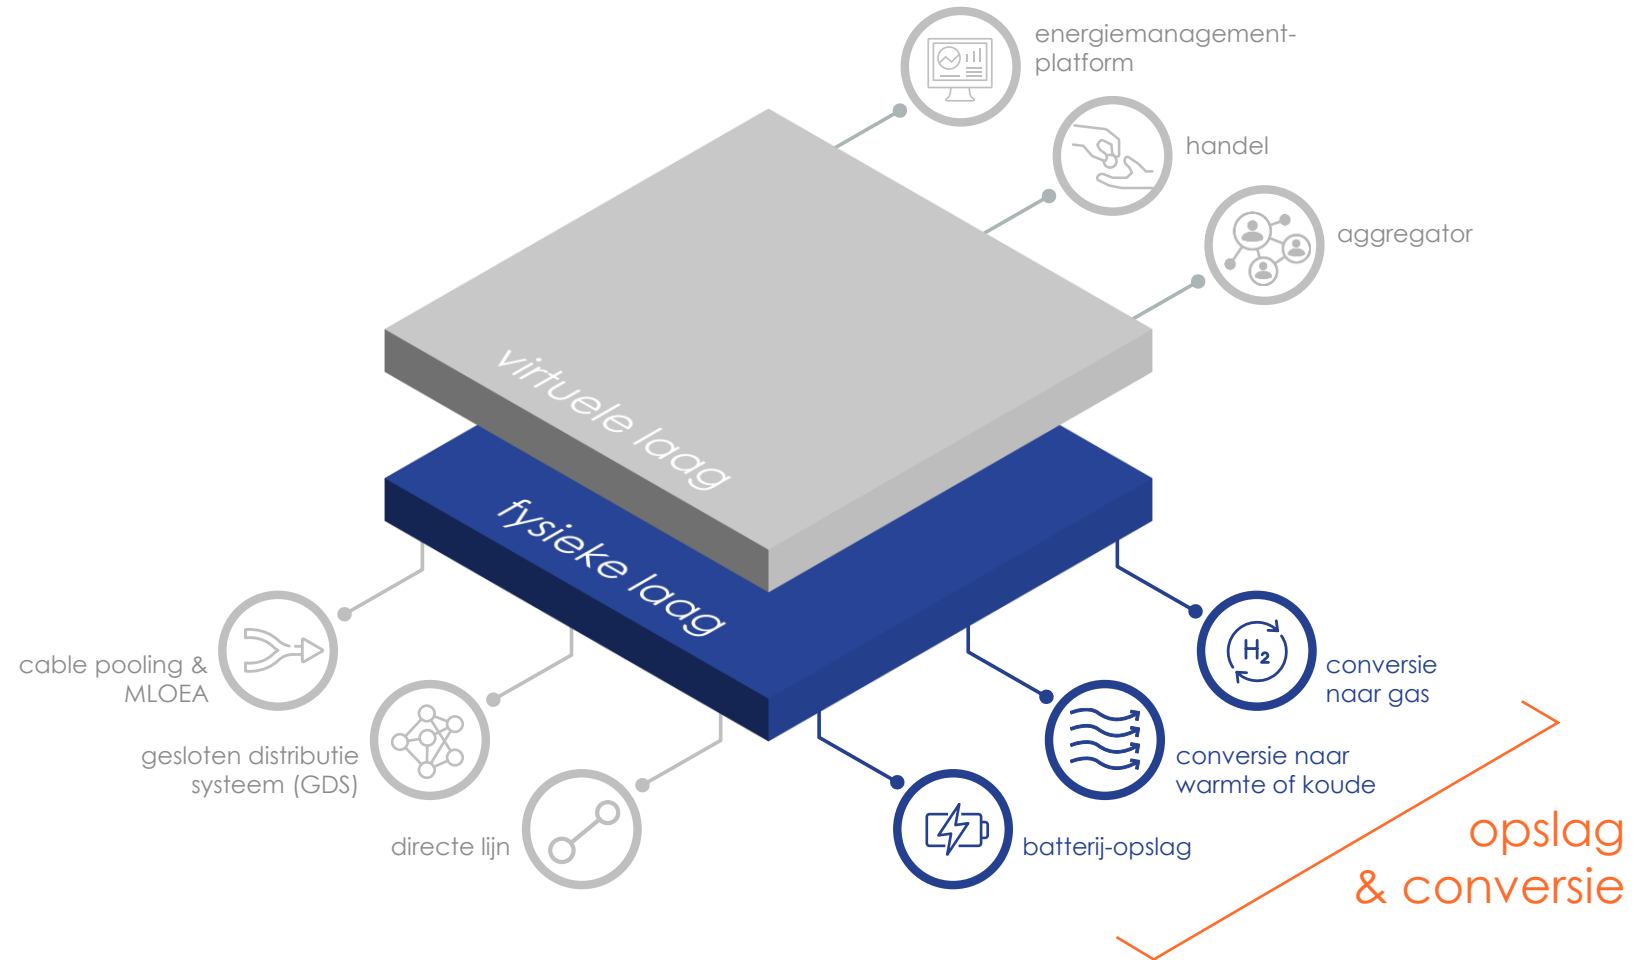 energiemanagement-
platform
handel
aggregator
virtuele laag
fysieke laag
cable pooling &
MLOEA
gesloten distributie
systeem (GDS)
directe lijn
H2
conversie
naar gas
conversie naar
warmte of koude
batterij-opslag
opslag
& conversie